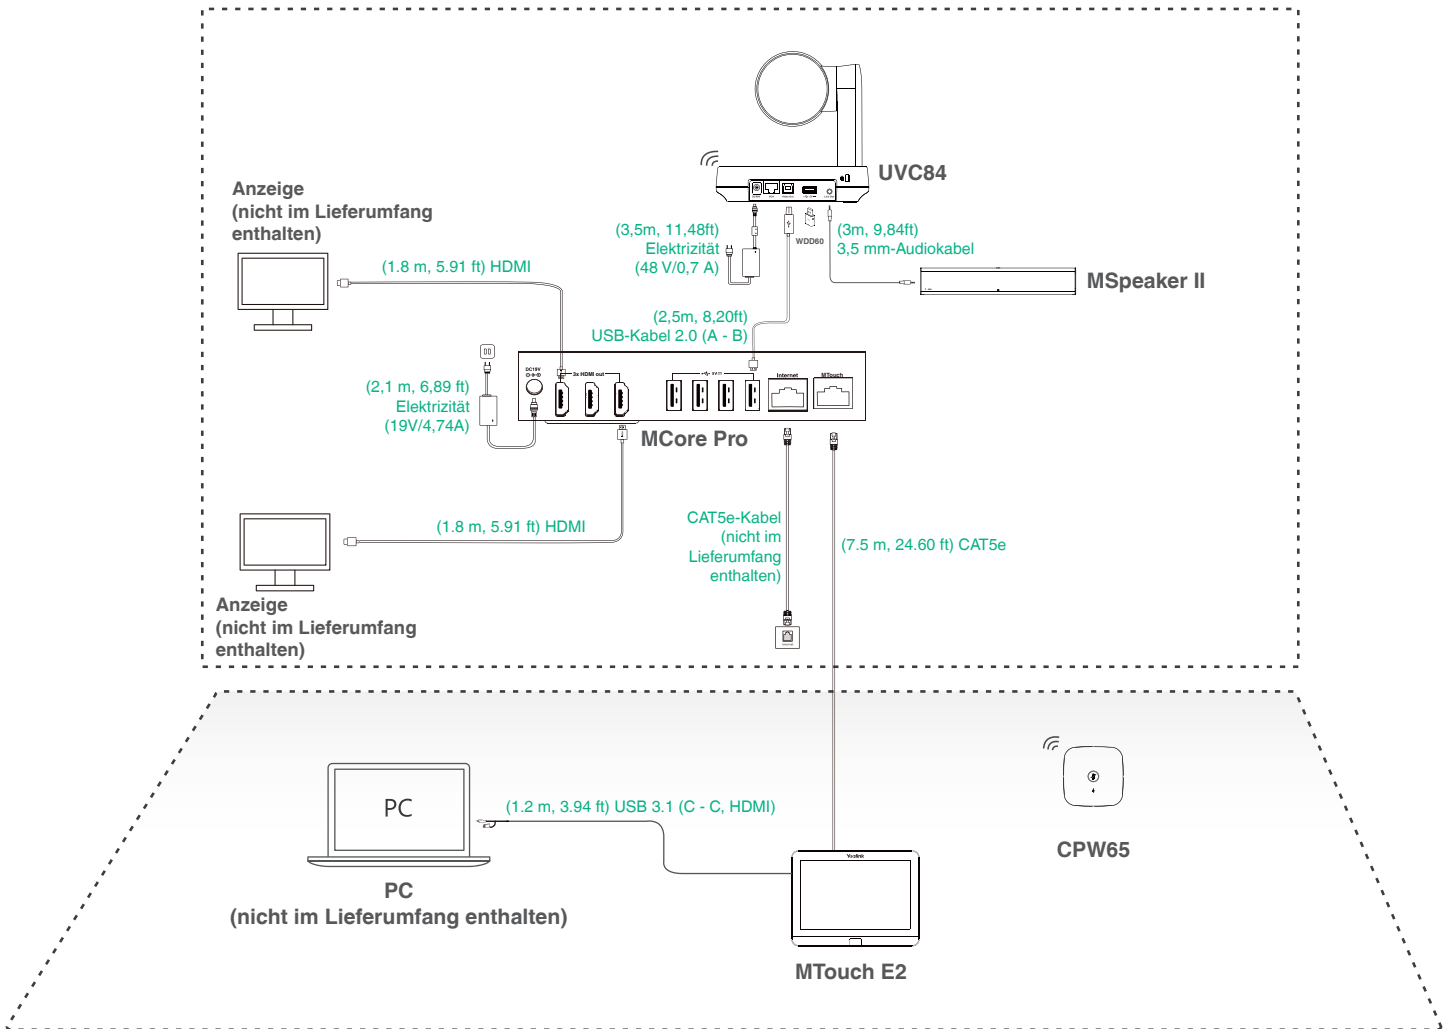 UVC84
Anzeige
(nicht im Lieferumfang
enthalten)
(3,5m, 11,48ft)
Elektrizität
(48 V/0,7 A)
WDD60
(3m, 9,84ft)
3,5 mm-Audiokabel
(1.8 m, 5.91 ft) HDMI
MSpeaker II
(2,5m, 8,20ft)
USB-Kabel 2.0 (A - B)
DC19V
3x HDMI out
Internet
MTouch
(2,1 m, 6,89 ft)
Elektrizität
(19V/4,74A)
MCore Pro
(1.8 m, 5.91 ft) HDMI
CAT5e-Kabel
(nicht im
Lieferumfang
enthalten)
(7.5 m, 24.60 ft) CAT5e
Anzeige
(nicht im Lieferumfang
enthalten)
PC
(1.2 m, 3.94 ft) USB 3.1 (C - C, HDMI)
CPW65
Yealink
PC
(nicht im Lieferumfang enthalten)
MTouch E2